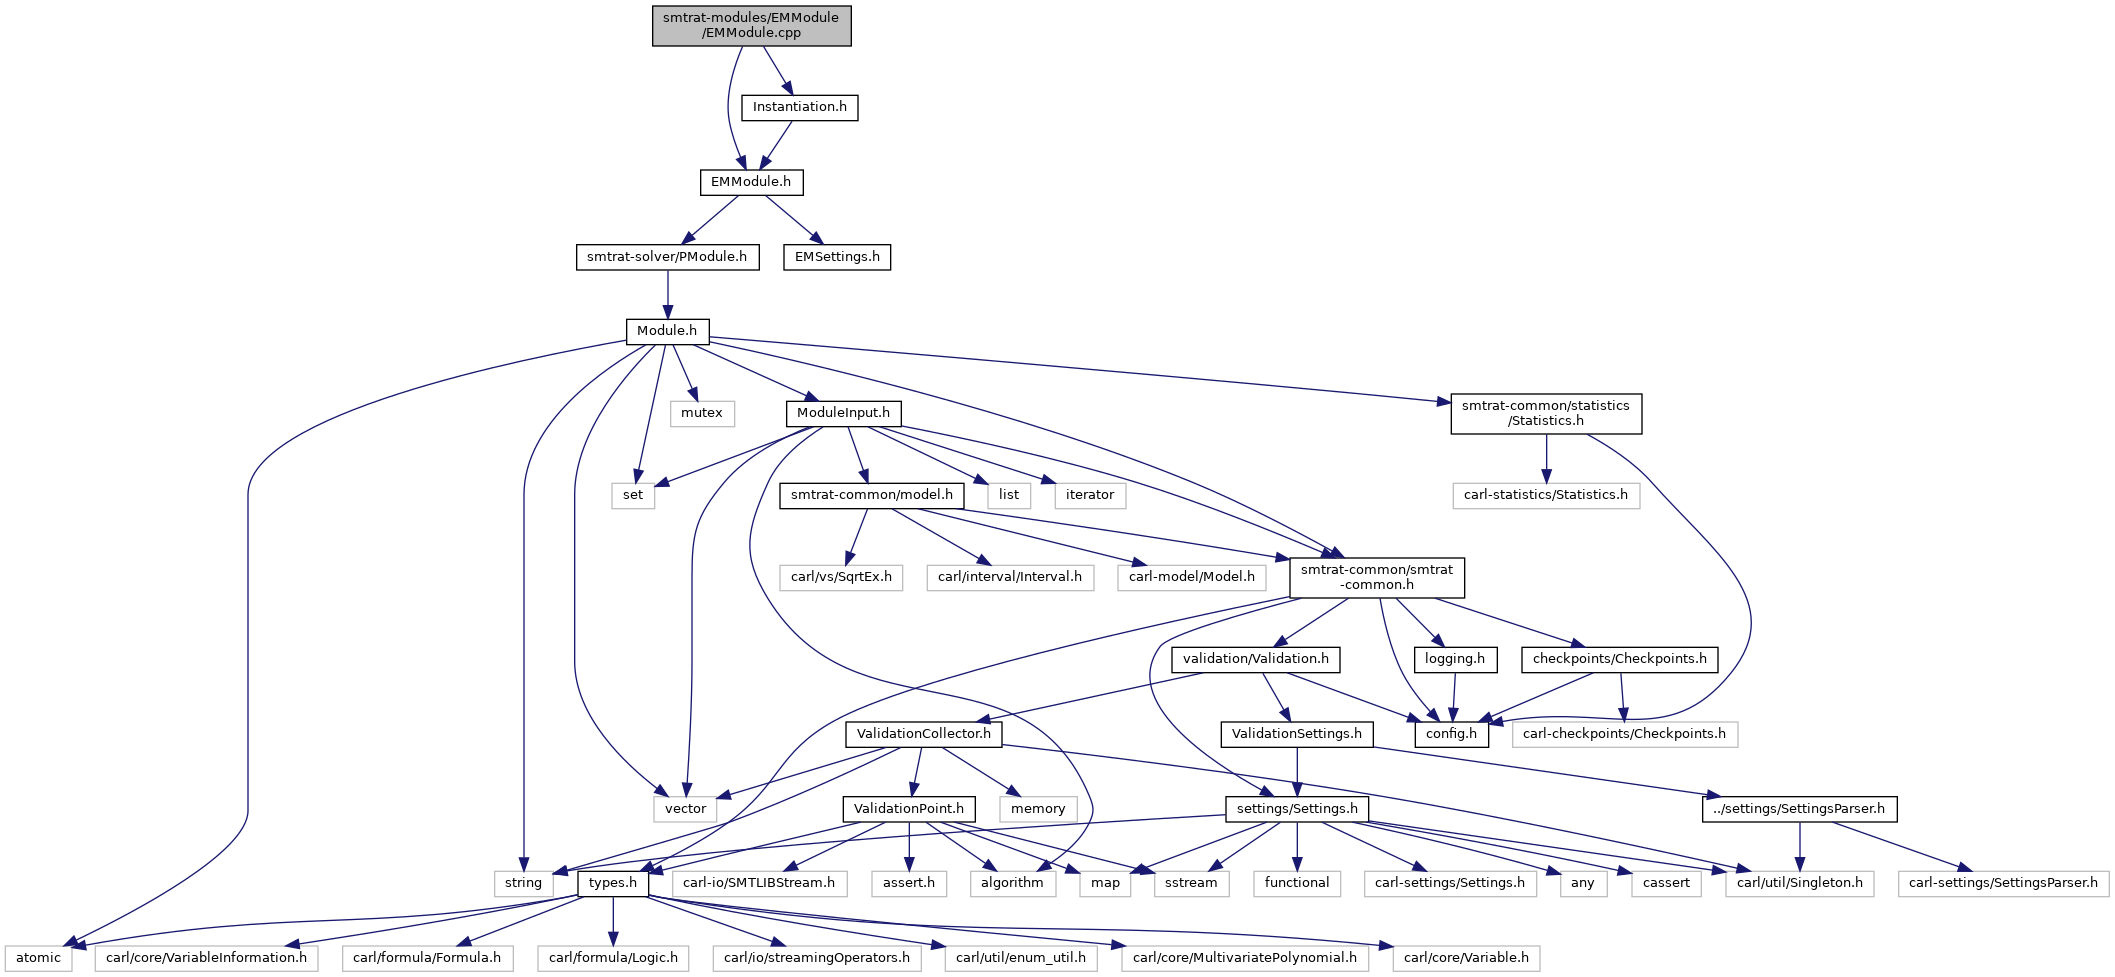 smtrat-modules/EMModule
/EMModule.cpp
Instantiation.h
EMModule.h
smtrat-solver/PModule.h
EMSettings.h
Module.h
mutex
ModuleInput.h
smtrat-common/statistics
/Statistics.h
set
smtrat-common/model.h
list
iterator
carl-statistics/Statistics.h
carl/vs/SqrtEx.h
carl/interval/Interval.h
carl-model/Model.h
smtrat-common/smtrat
-common.h
validation/Validation.h
logging.h
checkpoints/Checkpoints.h
ValidationCollector.h
ValidationSettings.h
config.h
carl-checkpoints/Checkpoints.h
vector
ValidationPoint.h
memory
settings/Settings.h
../settings/SettingsParser.h
string
types.h
carl-io/SMTLIBStream.h
assert.h
algorithm
map
sstream
functional
carl-settings/Settings.h
any
cassert
carl/util/Singleton.h
carl-settings/SettingsParser.h
atomic
carl/core/VariableInformation.h
carl/formula/Formula.h
carl/formula/Logic.h
carl/io/streamingOperators.h
carl/util/enum_util.h
carl/core/MultivariatePolynomial.h
carl/core/Variable.h